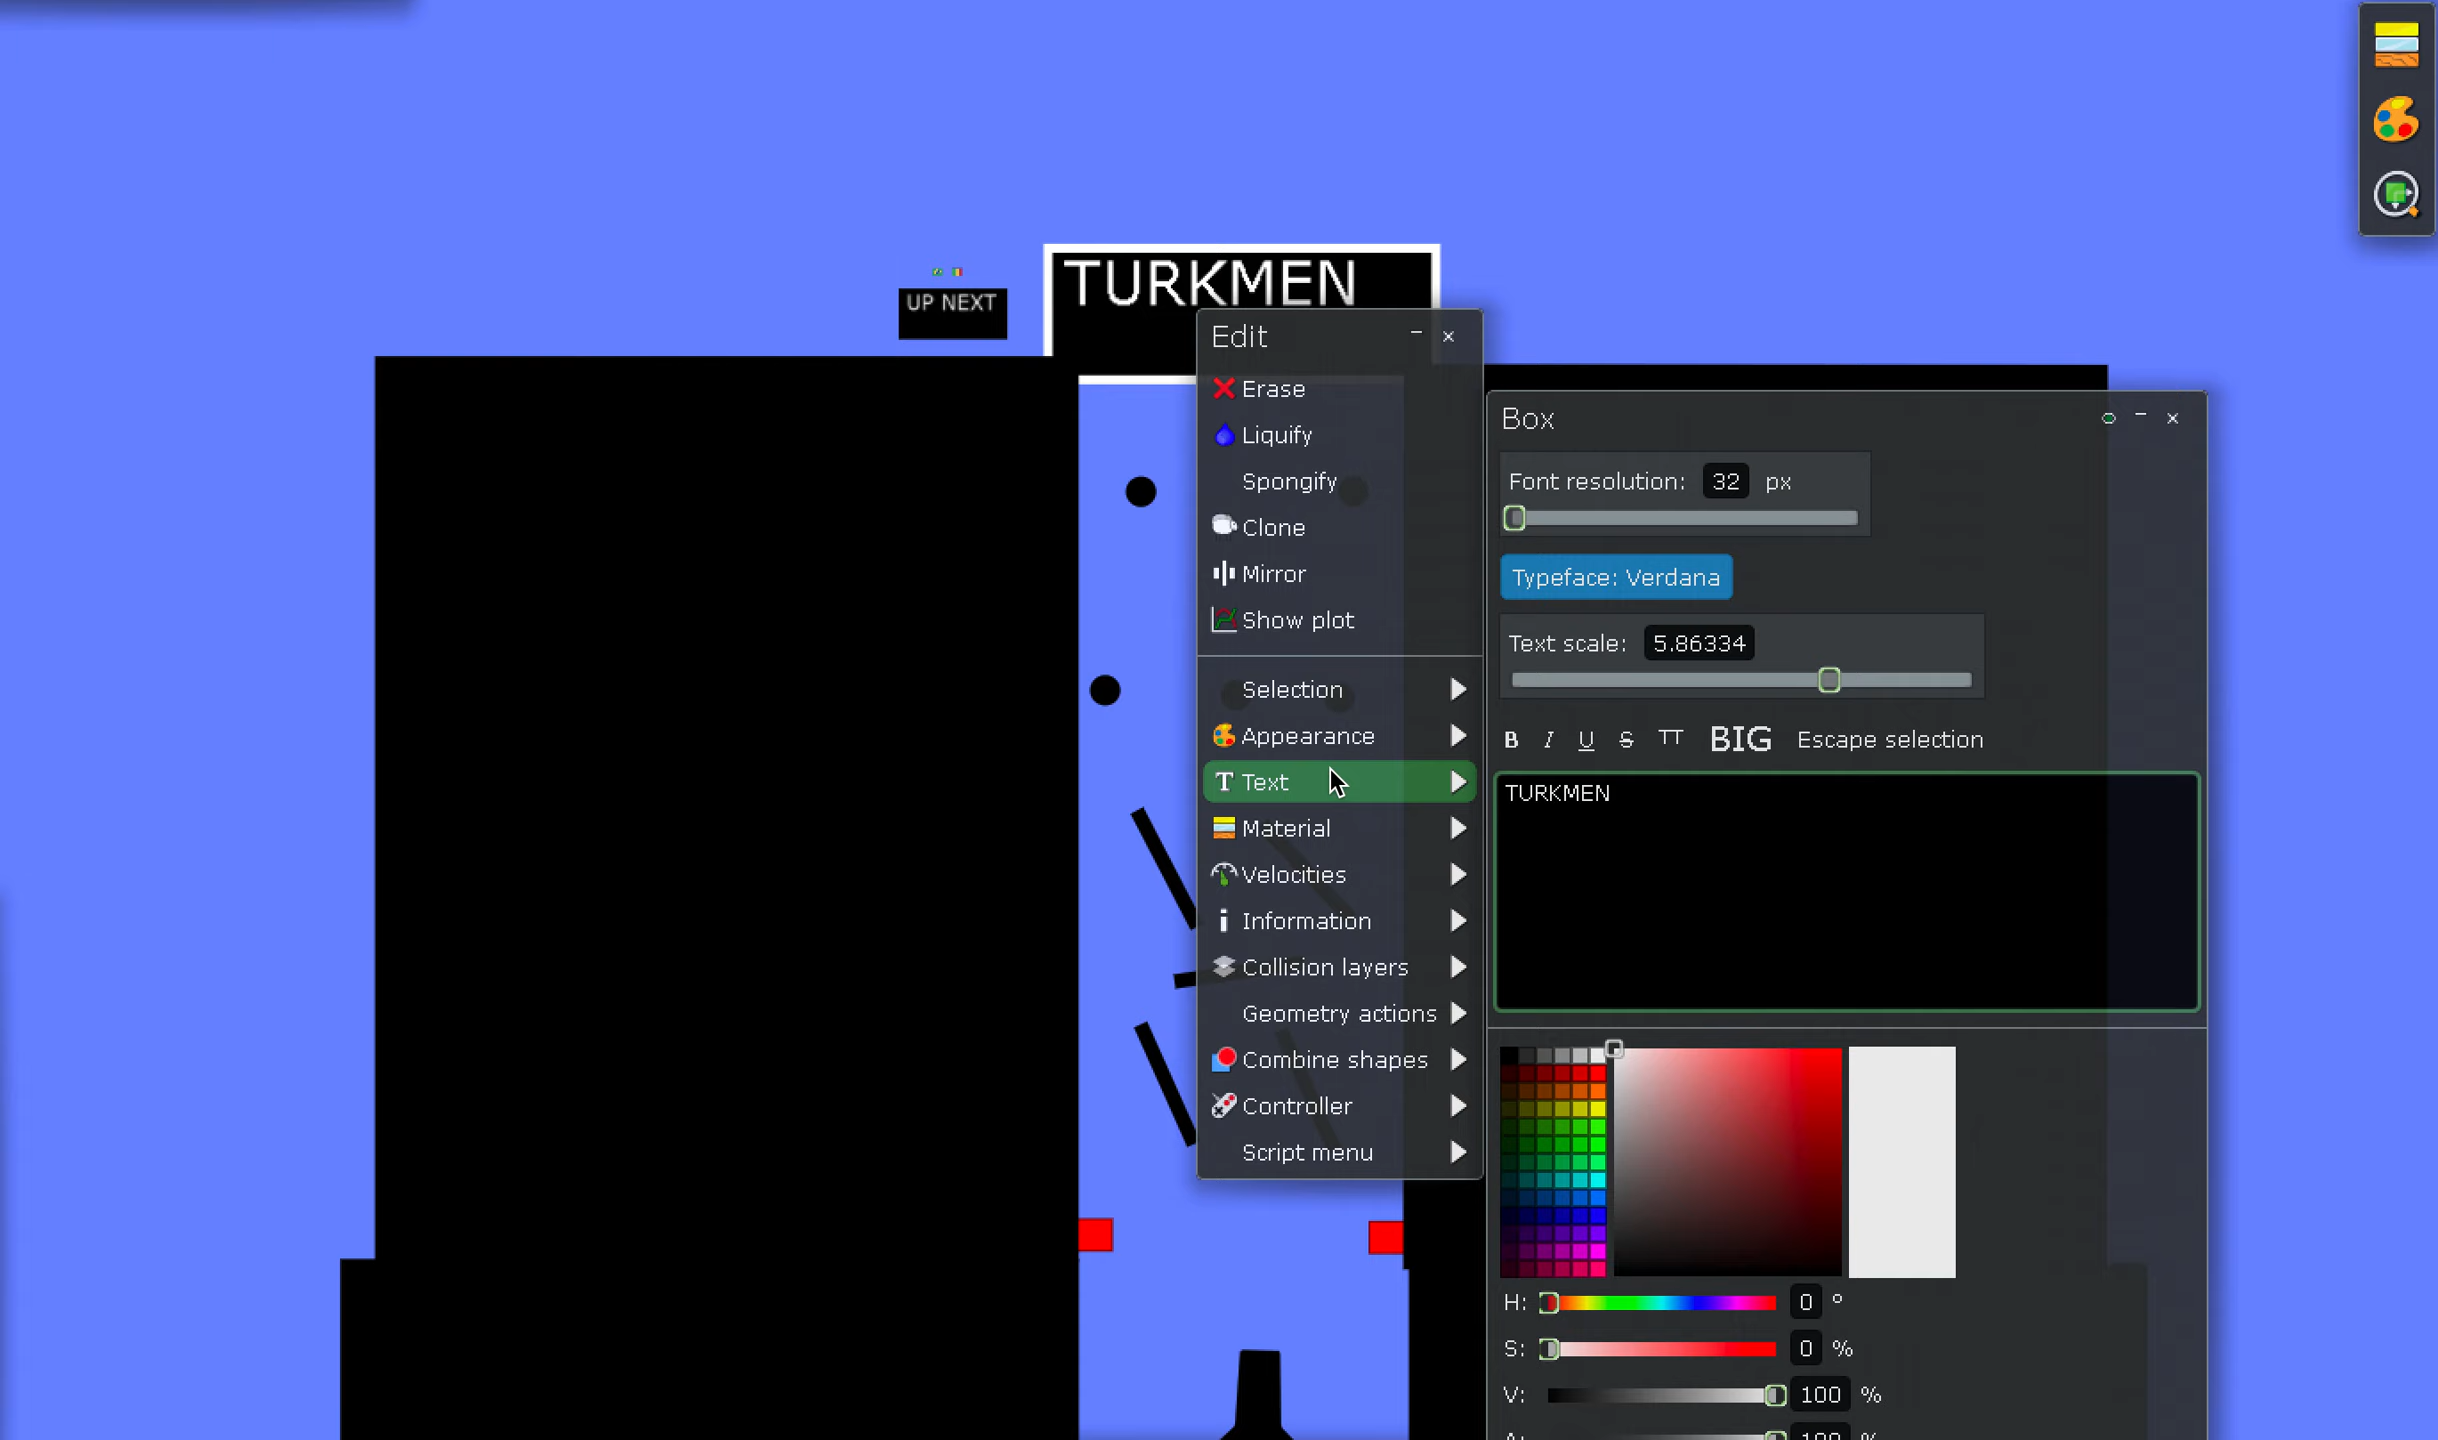 TURKMEN
UP NEXT
Edit
Erase
Liquify
Spongify
Clone
Mirror
Show plot
Selection
Appearance
Text
Material
Velocities
Information
Collision layers
Geometry actions
Combine shapes
Controller
Script menu
Box
Font resolution: 32 px
Typeface: Verdana
Text scale: 5.86334
B I U S TT BIG Escape selection
TURKMEN
H: 0 °
S: 0 %
V: 100 %